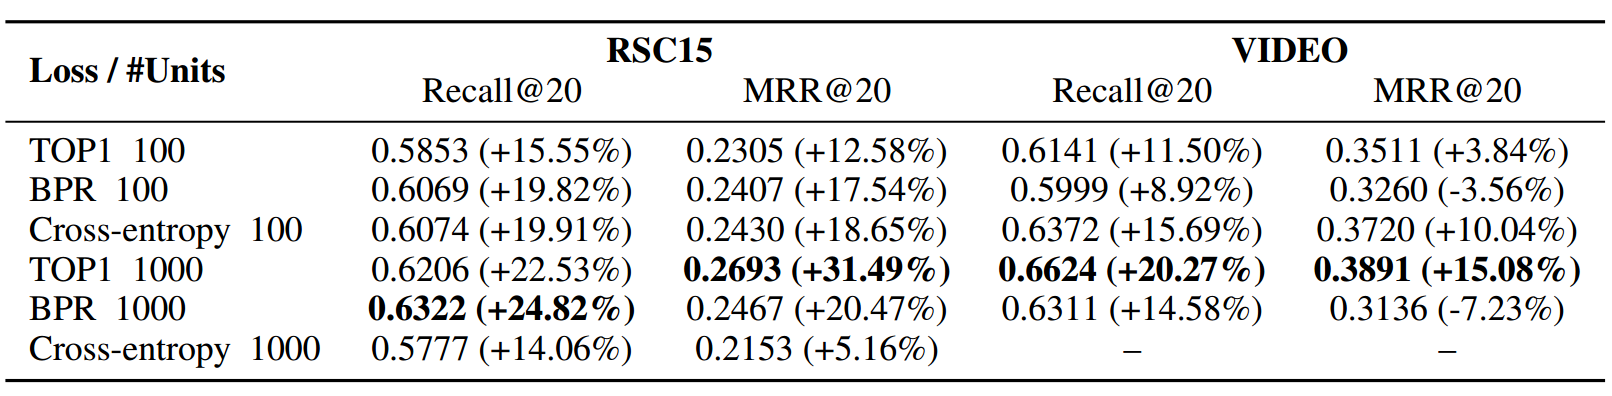 Loss / #Units RSC15 VIDEO
Recall@20 MRR@20 Recall@20 MRR@20
TOP1 100 0.5853 (+15.55%) 0.2305 (+12.58%) 0.6141 (+11.50%) 0.3511 (+3.84%)
BPR 100 0.6069 (+19.82%) 0.2407 (+17.54%) 0.5999 (+8.92%) 0.3260 (-3.56%)
Cross-entropy 100 0.6074 (+19.91%) 0.2430 (+18.65%) 0.6372 (+15.69%) 0.3720 (+10.04%)
TOP1 1000 0.6206 (+22.53%) 0.2693 (+31.49%) 0.6624 (+20.27%) 0.3891 (+15.08%)
BPR 1000 0.6322 (+24.82%) 0.2467 (+20.47%) 0.6311 (+14.58%) 0.3136 (-7.23%)
Cross-entropy 1000 0.5777 (+14.06%) 0.2153 (+5.16%) – –